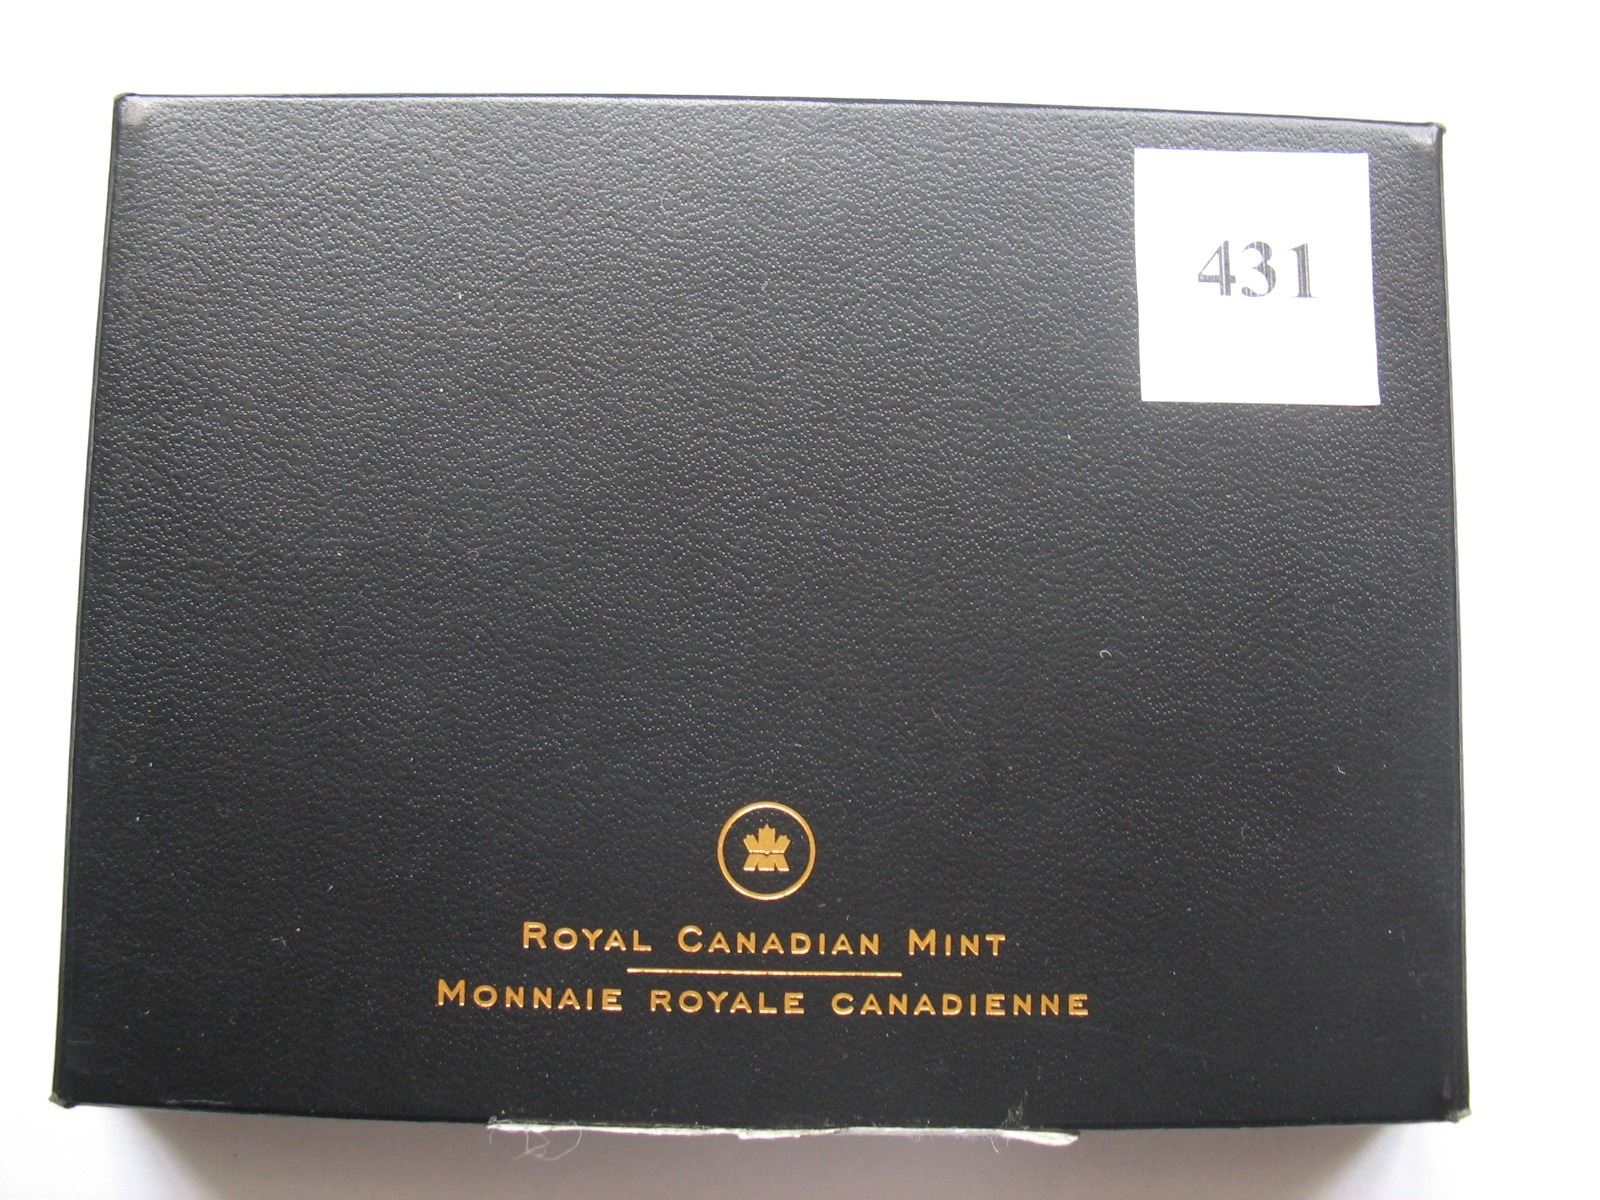 431
ROYAL CANADIAN MINT
MONNAIE ROYALE CANADIENNE